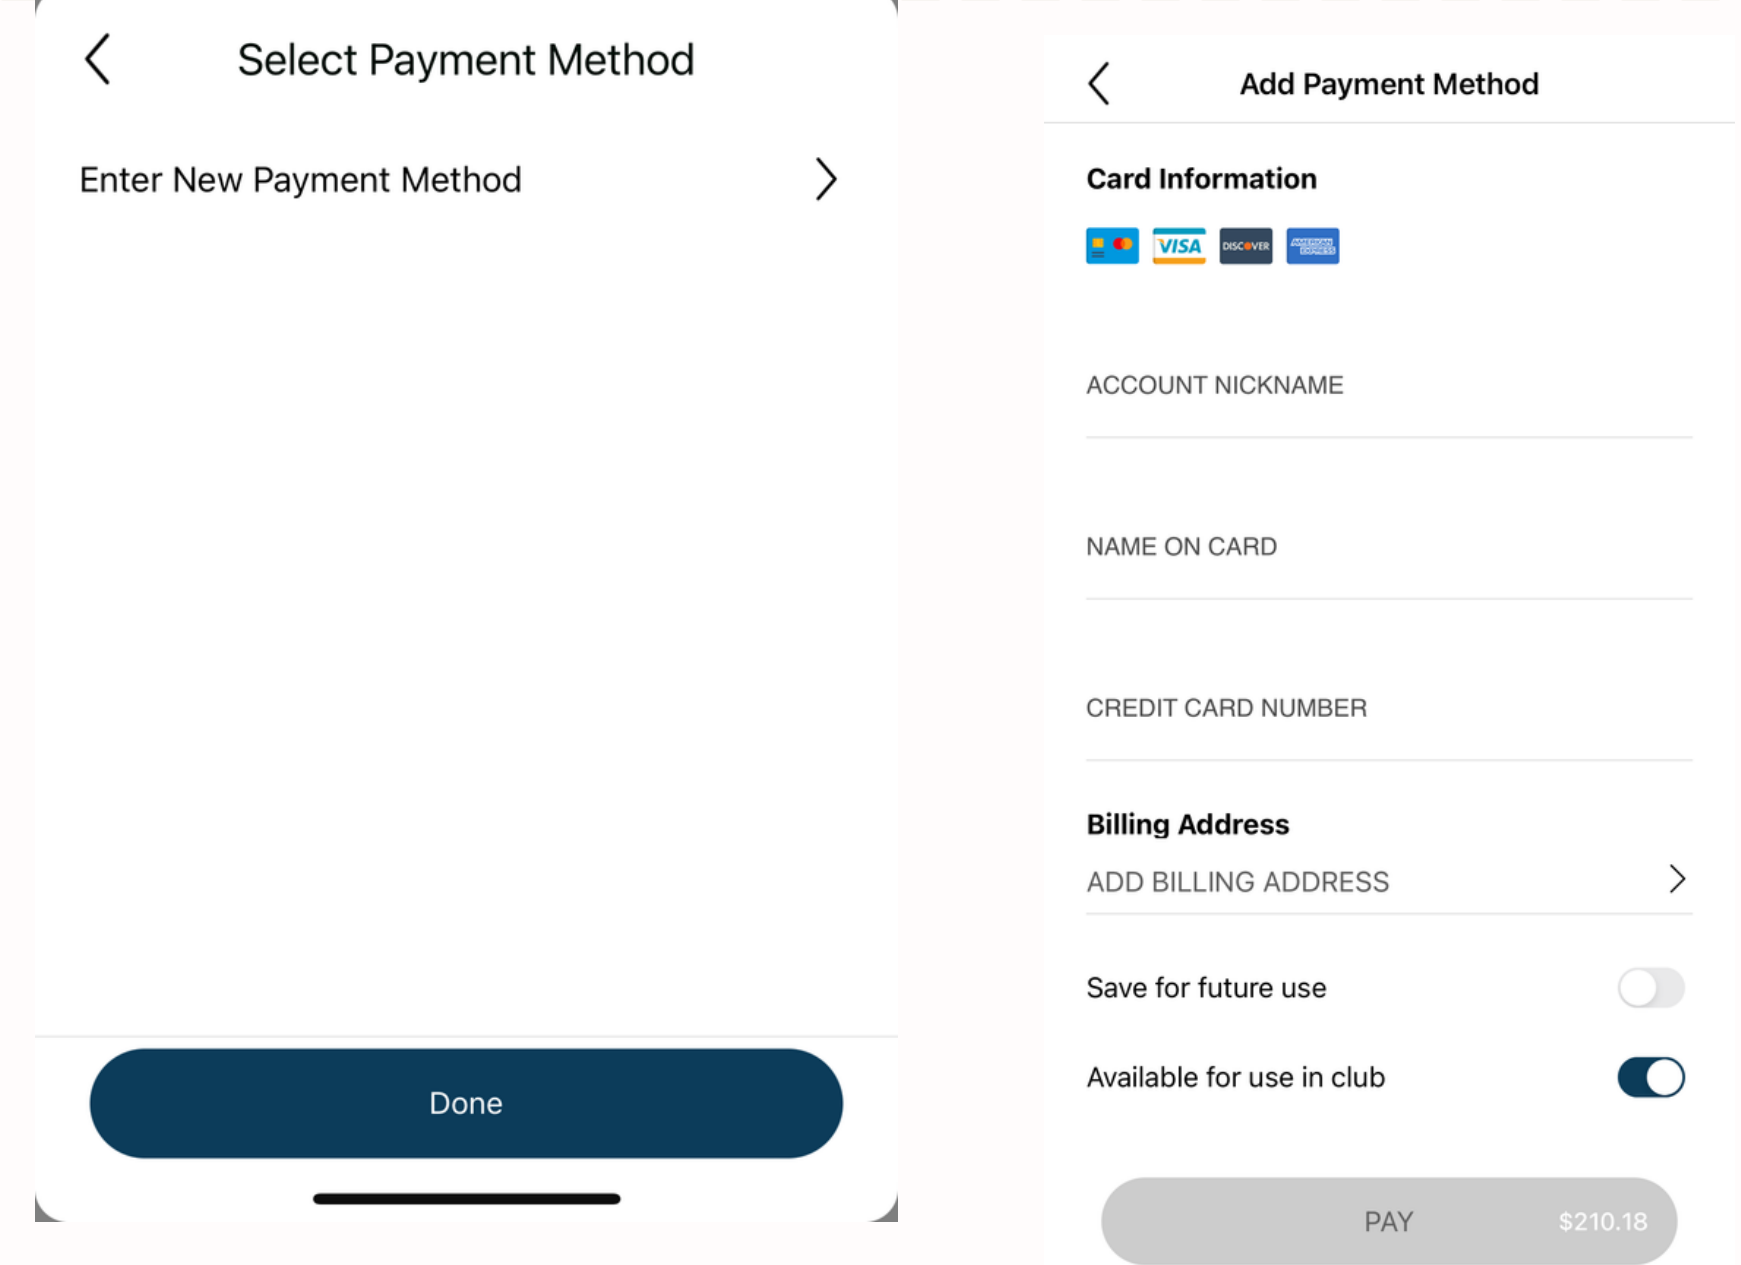 Select Payment Method
Enter New Payment Method
Done
Add Payment Method
Card Information
VISA
DISCOVER
AMERICAN
EXPRESS
ACCOUNT NICKNAME
NAME ON CARD
CREDIT CARD NUMBER
Billing Address
ADD BILLING ADDRESS
Save for future use
Available for use in club
PAY $210.18